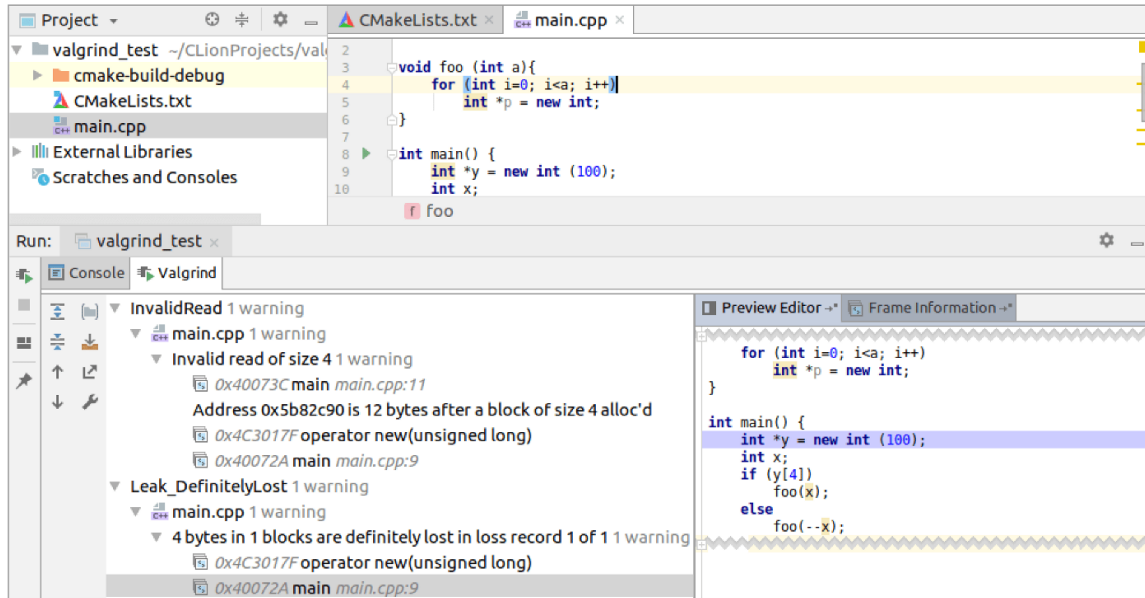 Project
CMakeLists.txt
main.cpp
valgrind_test ~/CLionProjects/val
cmake-build-debug
CMakeLists.txt
main.cpp
External Libraries
Scratches and Consoles
2
3 void foo (int a){
4 for (int i=0; i<a; i++)
5 int *p = new int;
6 }
7
8 int main() {
9 int *y = new int (100);
10 int x;
f foo
Run: valgrind_test
Console Valgrind
InvalidRead 1 warning
main.cpp 1 warning
Invalid read of size 4 1 warning
0x40073C main main.cpp:11
Address 0x5b82c90 is 12 bytes after a block of size 4 alloc'd
0x4C3017F operator new(unsigned long)
0x40072A main main.cpp:9
Leak_DefinitelyLost 1 warning
main.cpp 1 warning
4 bytes in 1 blocks are definitely lost in loss record 1 of 1 1 warning
0x4C3017F operator new(unsigned long)
0x40072A main main.cpp:9
Preview Editor Frame Information
for (int i=0; i<a; i++)
int *p = new int;
}
int main() {
int *y = new int (100);
int x;
if (y[4])
foo(x);
else
foo(--x);